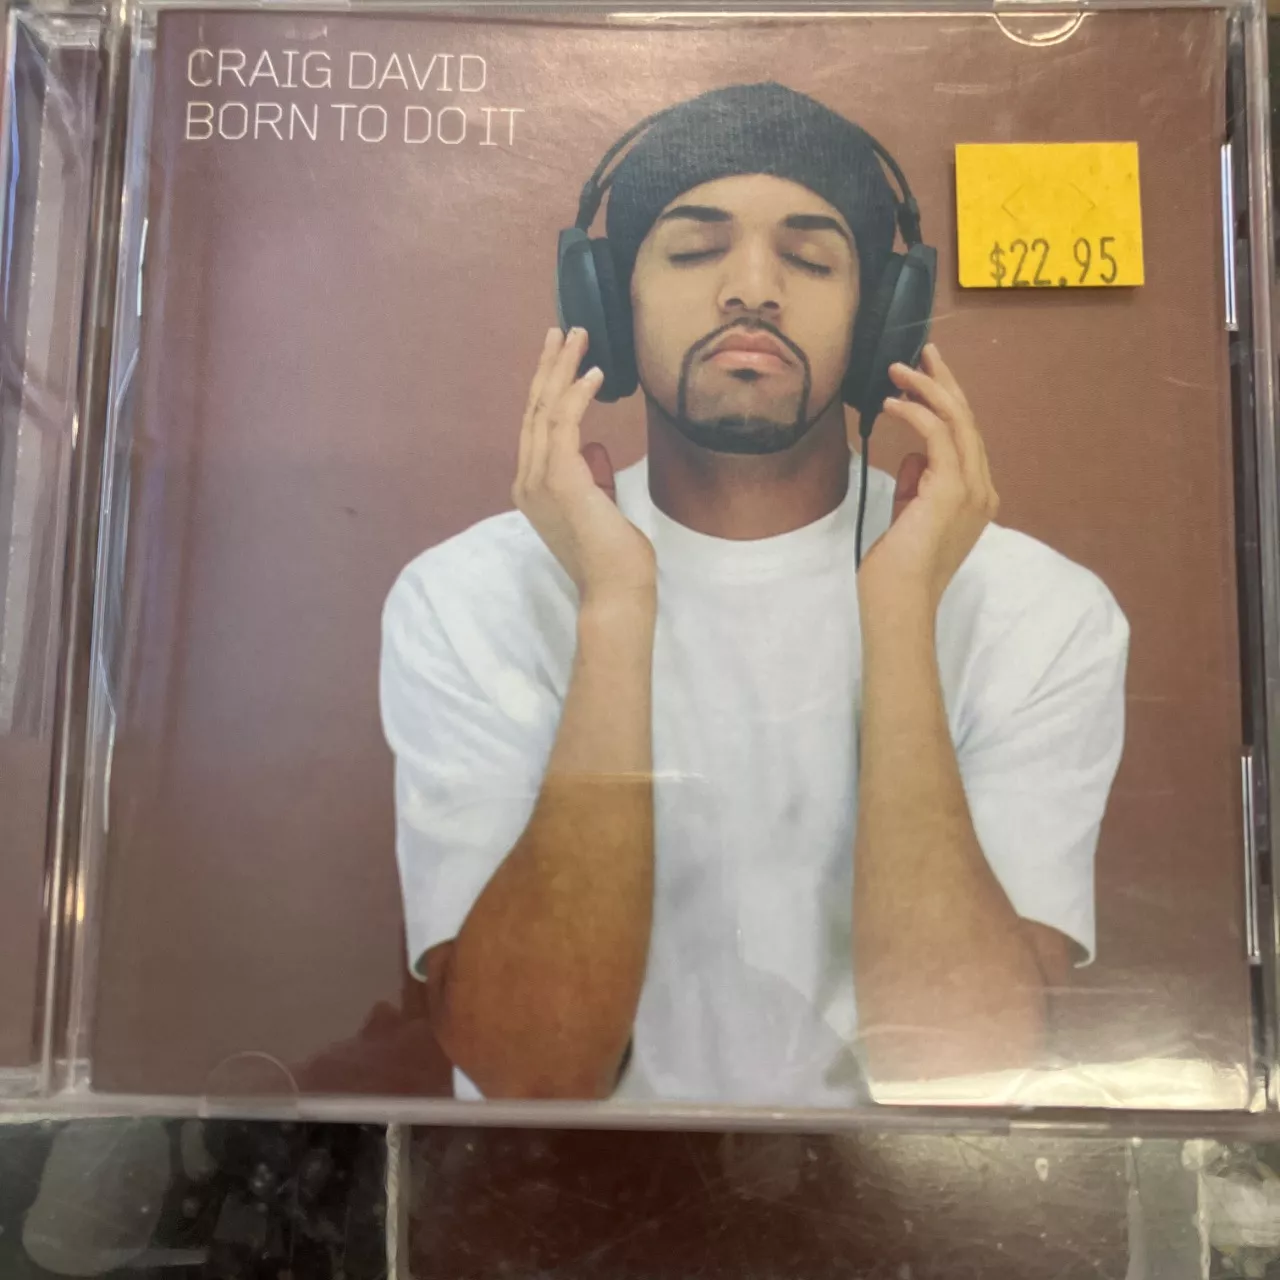 CRAIG DAVID
BORN TO DO IT
$22.95